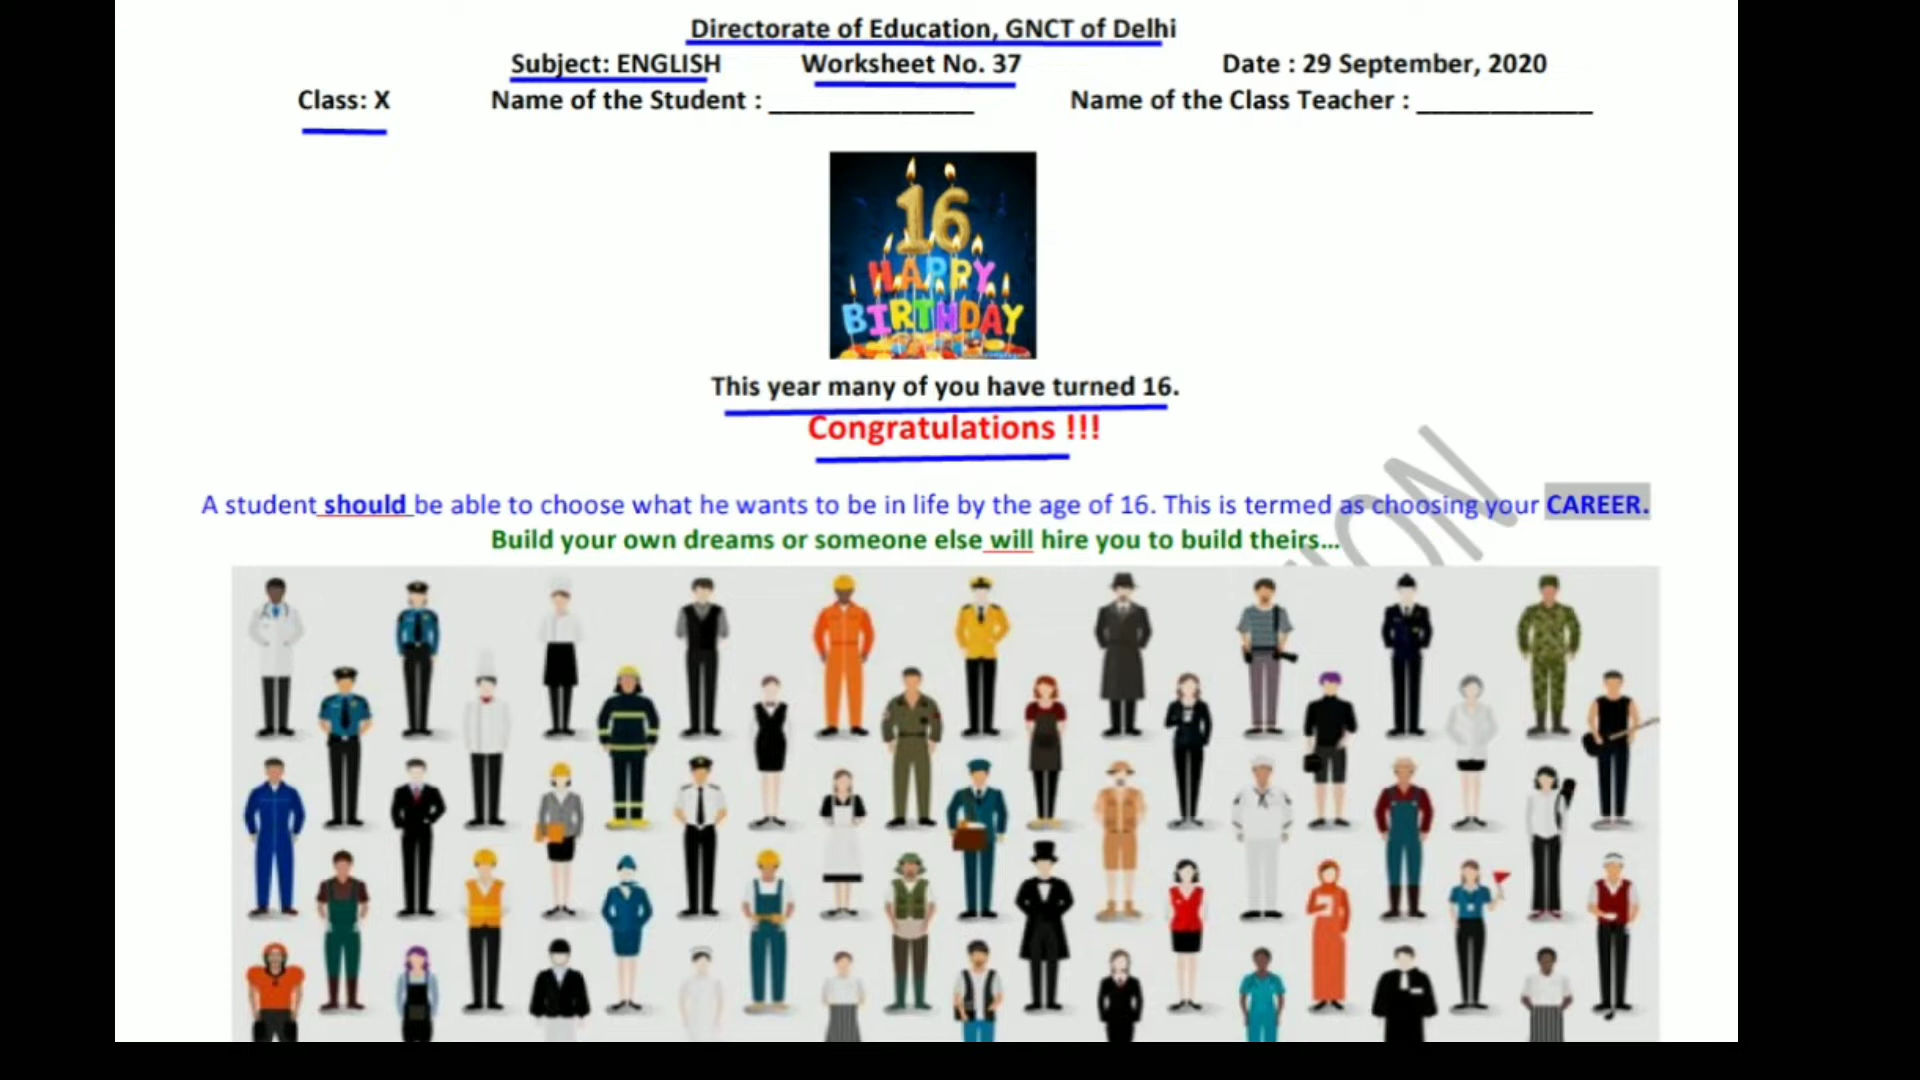 Directorate of Education, GNCT of Delhi
Subject: ENGLISH Worksheet No. 37 Date : 29 September, 2020
Class: X Name of the Student : ______________ Name of the Class Teacher : ____________
16
HAPPY
BIRTHDAY
This year many of you have turned 16.
Congratulations !!!
A student should be able to choose what he wants to be in life by the age of 16. This is termed as choosing your CAREER.
Build your own dreams or someone else will hire you to build theirs...